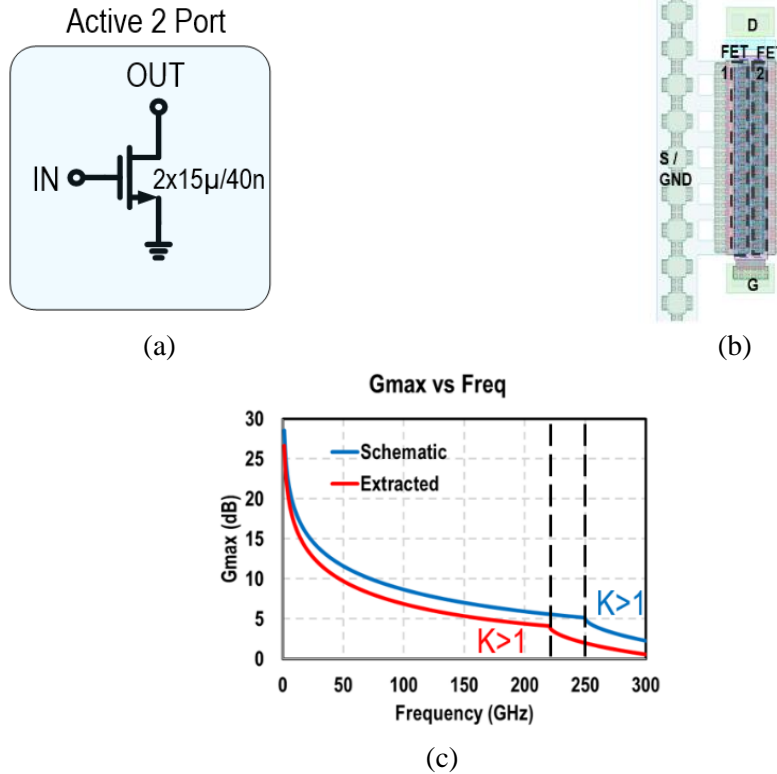 Active 2 Port
OUT
IN
2x15µ/40n
(a)
D
FET FE
1 2
S /
GND
G
(b)
Gmax vs Freq
30
25
20
15
10
5
0
Gmax (dB)
Schematic
Extracted
K>1
K>1
0 50 100 150 200 250 300
Frequency (GHz)
(c)